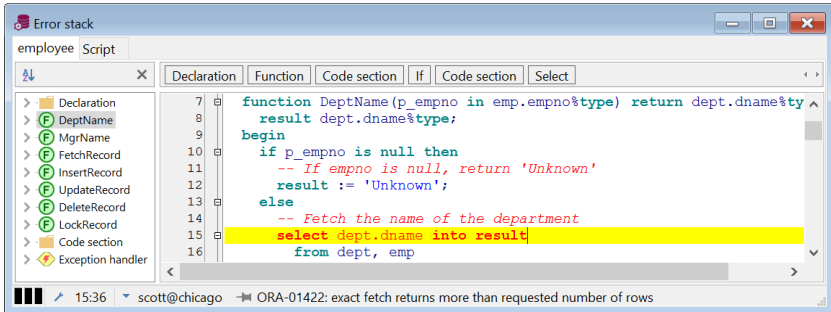 Error stack
employee Script
Declaration Function Code section If Code section Select
Declaration
DeptName
MgrName
FetchRecord
InsertRecord
UpdateRecord
DeleteRecord
LockRecord
Code section
Exception handler
7 function DeptName(p_empno in emp.empno%type) return dept.dname%ty
8 result dept.dname%type;
9 begin
10 if p_empno is null then
11 -- If empno is null, return 'Unknown'
12 result := 'Unknown';
13 else
14 -- Fetch the name of the department
15 select dept.dname into result
16 from dept, emp
15:36 scott@chicago ORA-01422: exact fetch returns more than requested number of rows